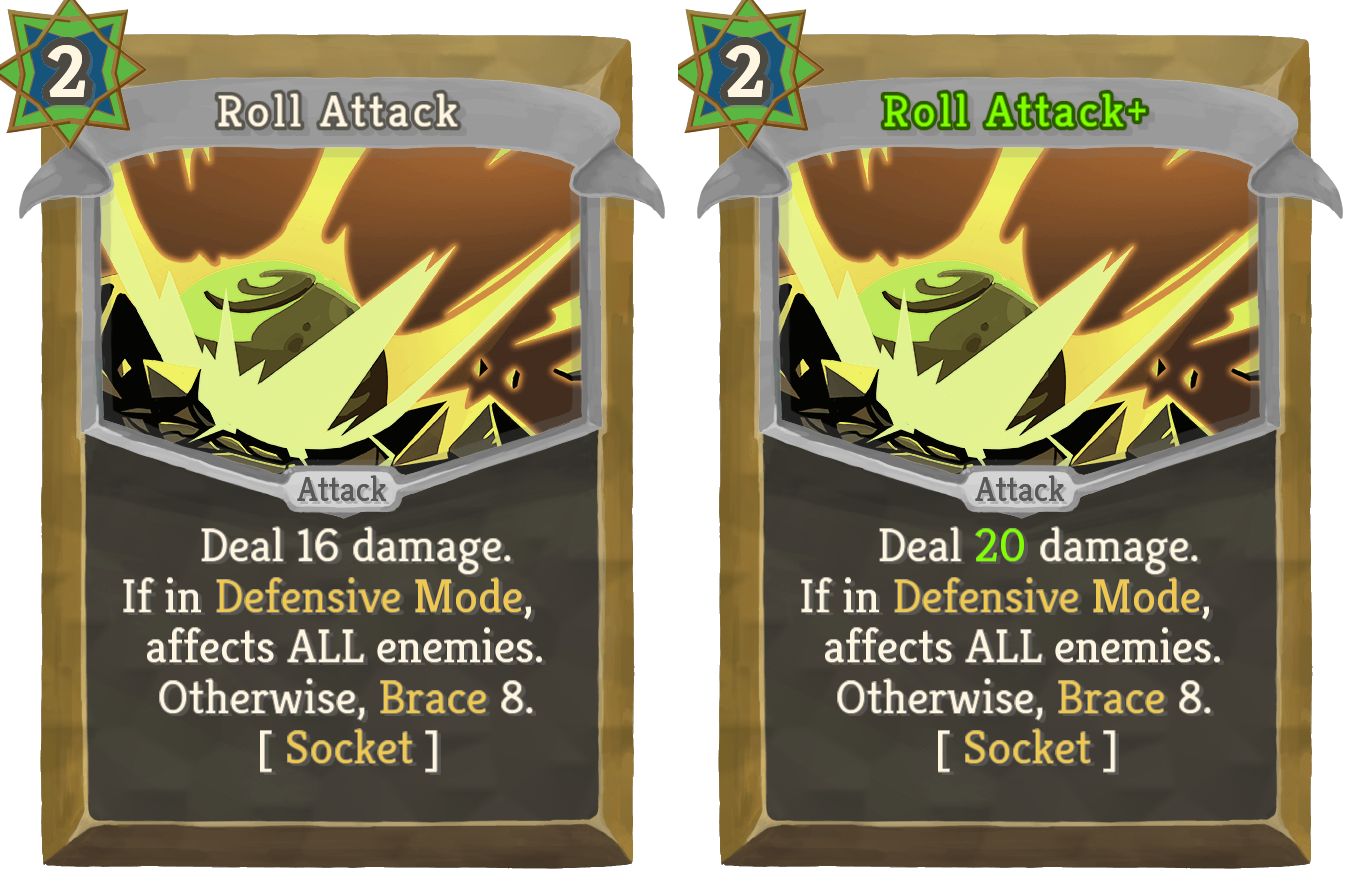 2
Roll Attack
Attack
Deal 16 damage.
If in Defensive Mode,
affects ALL enemies.
Otherwise, Brace 8.
[ Socket ]
2
Roll Attack+
Attack
Deal 20 damage.
If in Defensive Mode,
affects ALL enemies.
Otherwise, Brace 8.
[ Socket ]